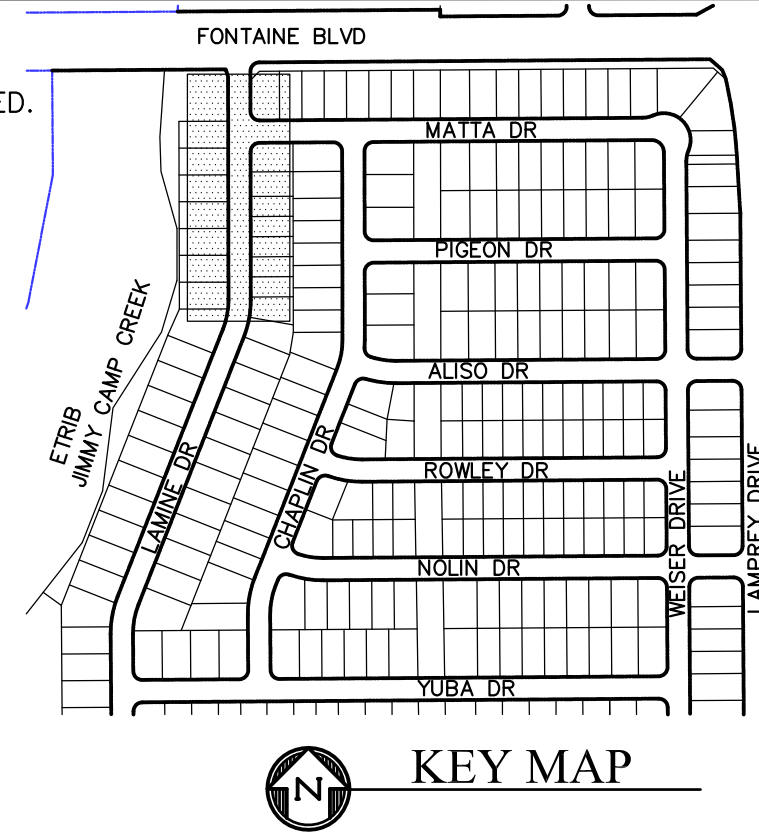 FONTAINE BLVD
ED.
MATTA DR
PIGEON DR
ETRIB
JIMMY CAMP CREEK
ALISO DR
LAMINE DR
CHAPLIN DR
ROWLEY DR
WEISER DRIVE
LAMPREY DRIVE
NOLIN DR
YUBA DR
N
KEY MAP